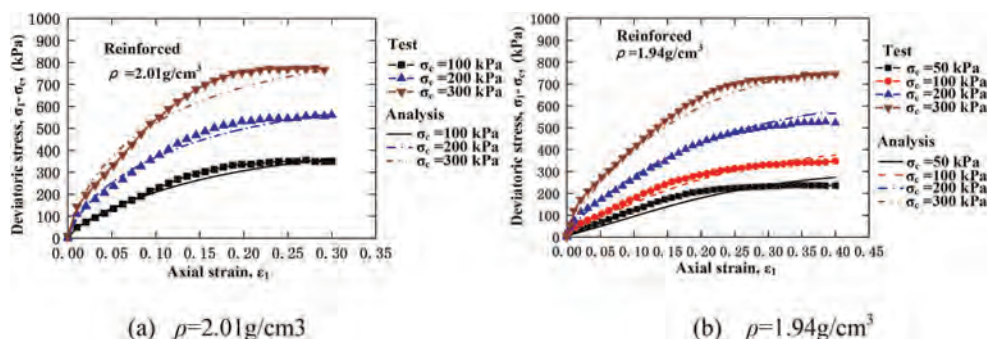 1000
900
800
700
600
500
400
300
200
100
0
Deviatoric stress, σ₁- σc, (kPa)
Reinforced
ρ =2.01g/cm³
0. 00 0. 05 0. 10 0. 15 0. 20 0. 25 0. 30 0. 35
Axial strain, ε₁
Test
σc =100 kPa
σc =200 kPa
σc =300 kPa
Analysis
σc =100 kPa
σc =200 kPa
σc =300 kPa
(a) ρ=2.01g/cm3
1000
900
800
700
600
500
400
300
200
100
0
Deviatoric stress, σ₁- σc, (kPa)
Reinforced
ρ =1.94g/cm³
0. 00 0. 05 0. 10 0. 15 0. 20 0. 25 0. 30 0. 35 0. 40 0. 45
Axial strain, ε₁
Test
σc =50 kPa
σc =100 kPa
σc =200 kPa
σc =300 kPa
Analysis
σc =50 kPa
σc =100 kPa
σc =200 kPa
σc =300 kPa
(b) ρ=1.94g/cm³